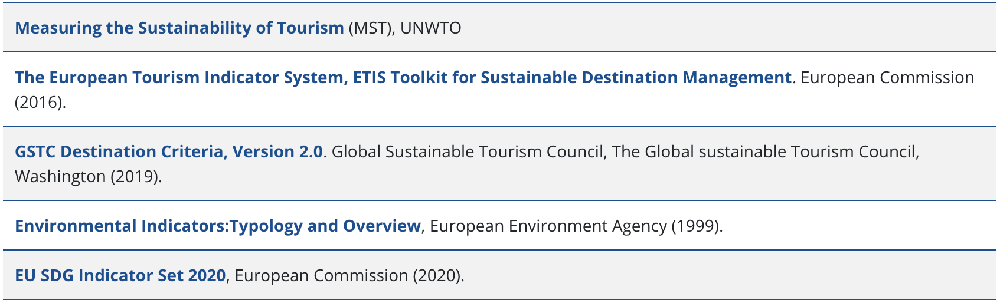 Measuring the Sustainability of Tourism (MST), UNWTO
The European Tourism Indicator System, ETIS Toolkit for Sustainable Destination Management. European Commission
(2016).
GSTC Destination Criteria, Version 2.0. Global Sustainable Tourism Council, The Global sustainable Tourism Council,
Washington (2019).
Environmental Indicators:Typology and Overview, European Environment Agency (1999).
EU SDG Indicator Set 2020, European Commission (2020).